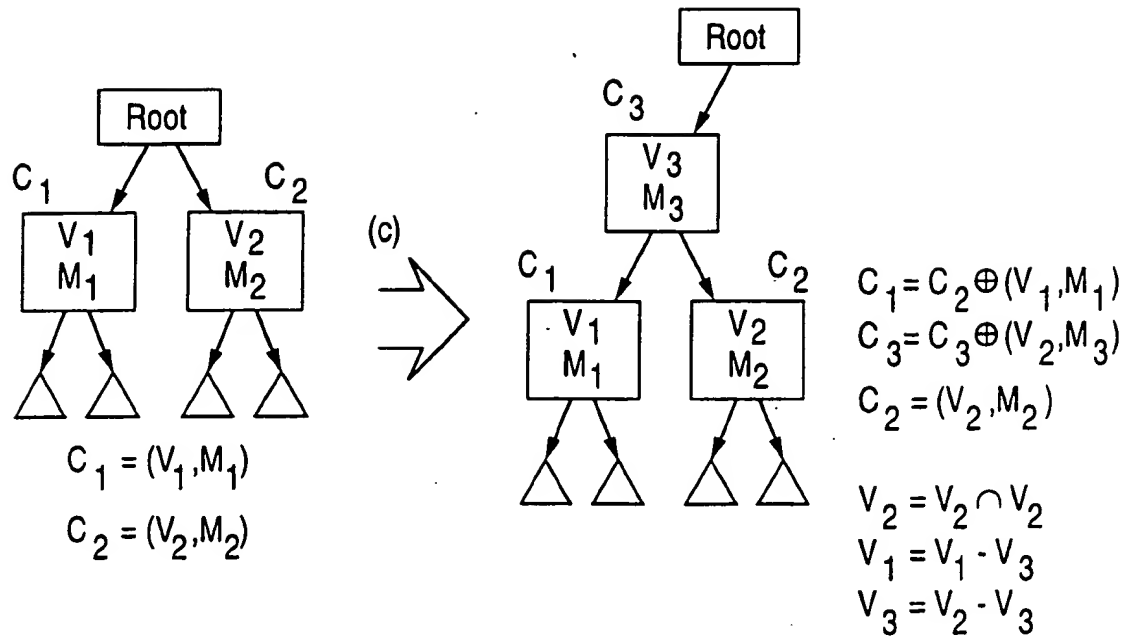 Root
C1
C2
V1
M1
V2
M2
C1 = (V1,M1)
C2 = (V2,M2)
(c)
Root
C3
V3
M3
C1
C2
V1
M1
V2
M2
C1 = C2 ⊕ (V1,M1)
C3 = C3 ⊕ (V2,M3)
C2 = (V2,M2)
V2 = V2 ∩ V2
V1 = V1 - V3
V3 = V2 - V3